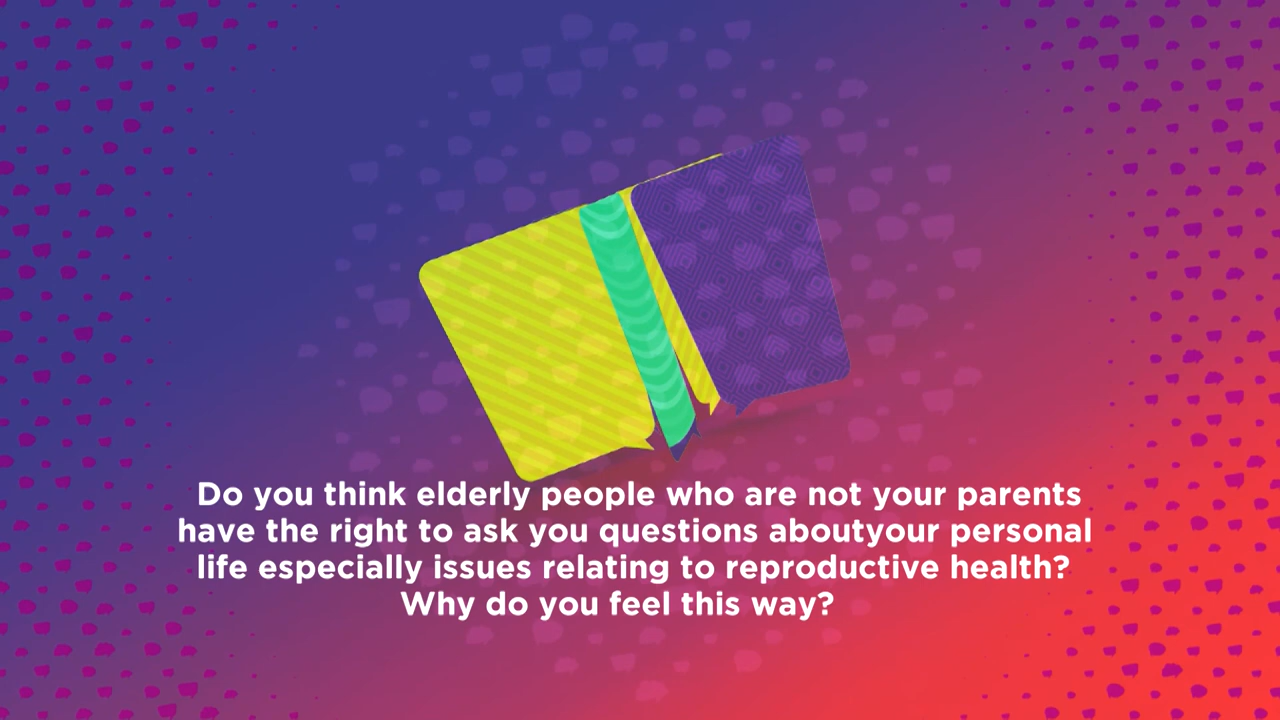 Do you think elderly people who are not your parents
have the right to ask you questions aboutyour personal
life especially issues relating to reproductive health?
Why do you feel this way?